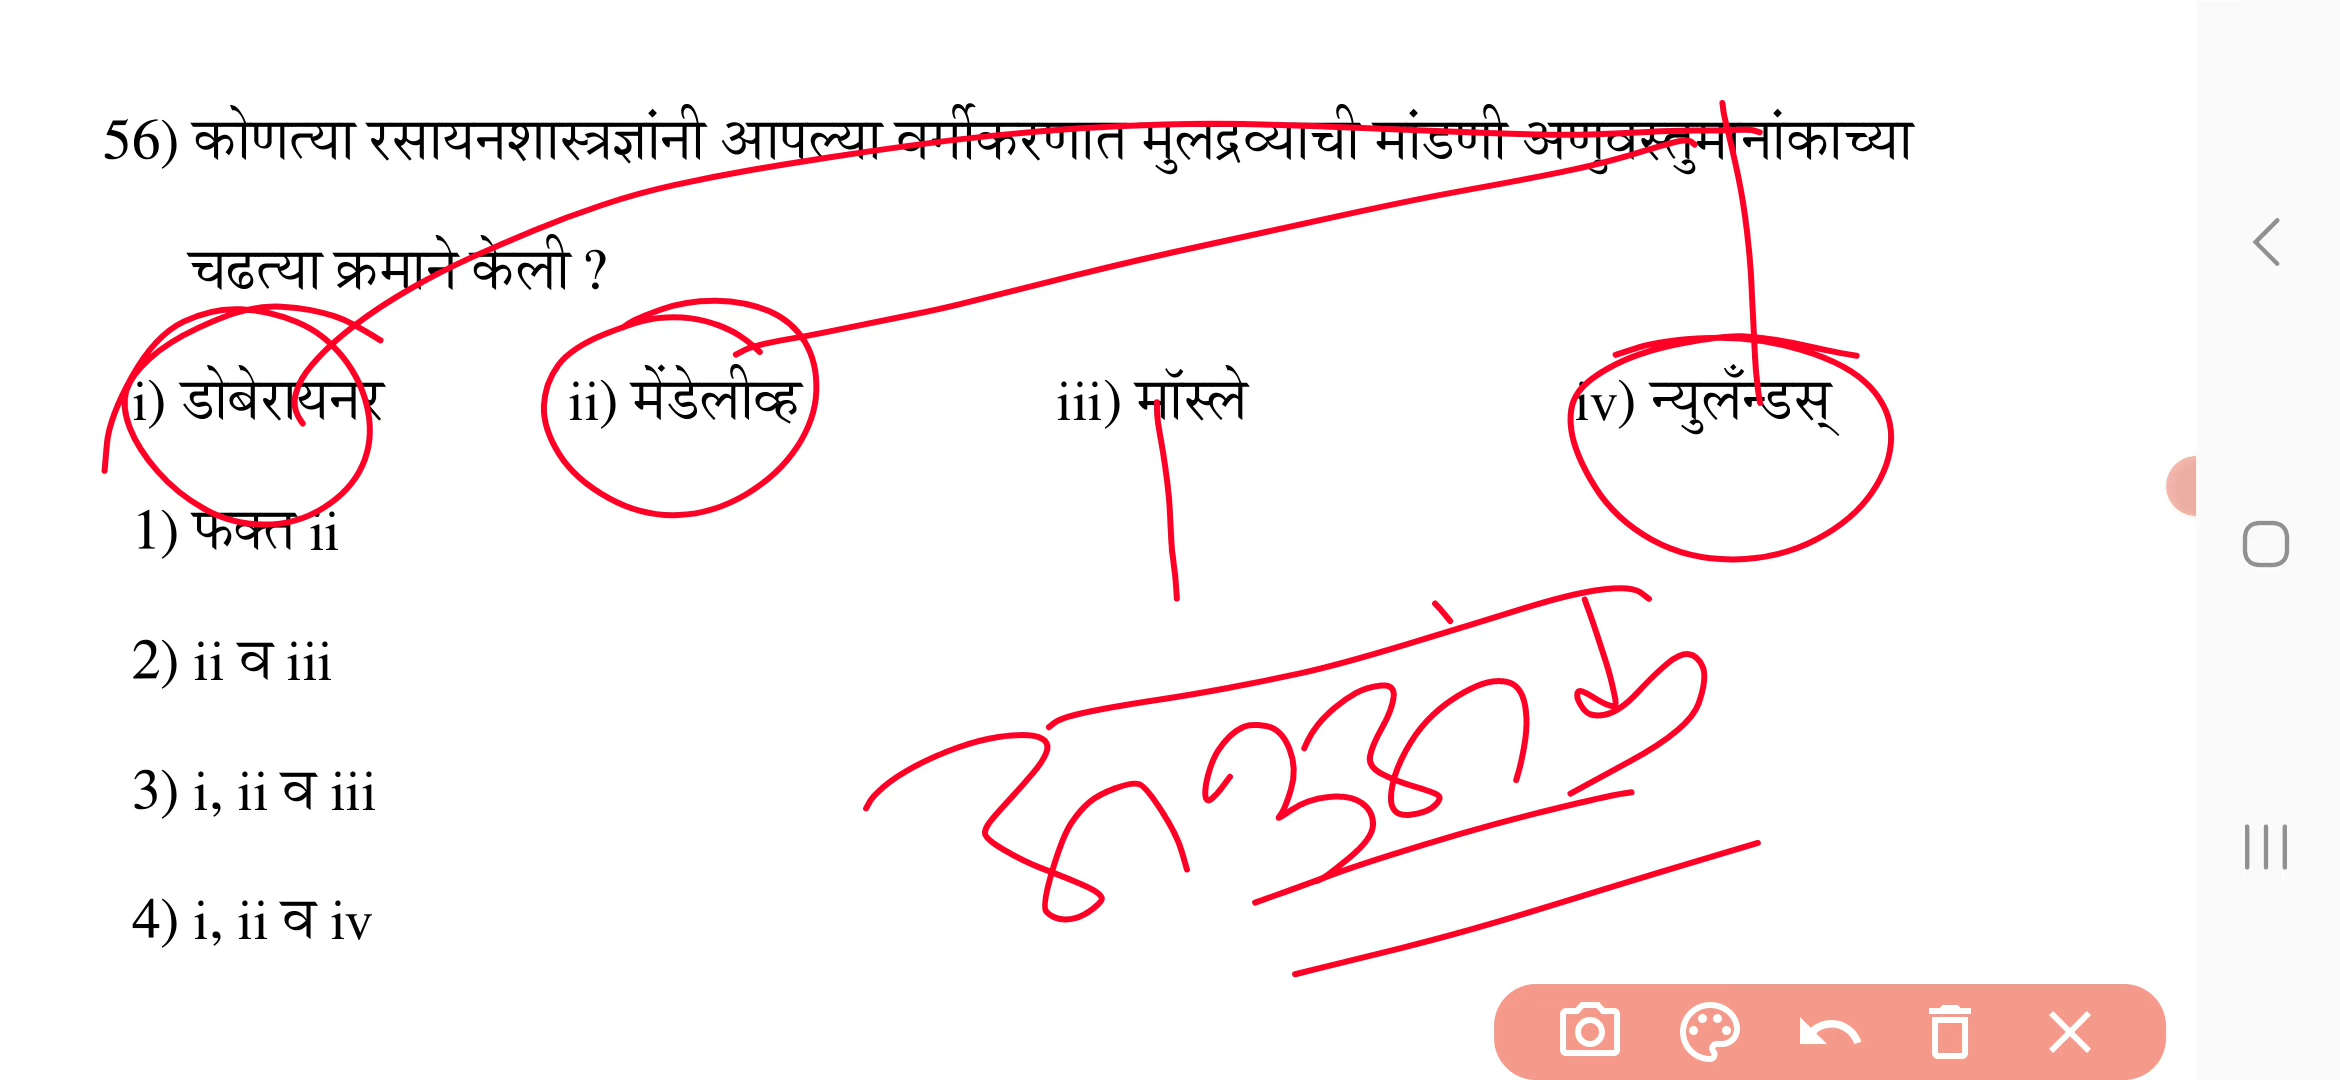 56) कोणत्या रसायनशास्त्रज्ञांनी आपल्या वर्गीकरणात मुलद्रव्याची मांडणी अणुवस्तुमानांकाच्या
चढत्या क्रमाने केली ?
i) डोबेरायनर ii) मेंडेलीव्ह iii) मॉस्ले iv) न्युलँन्डस्
1) फक्त ii
2) ii व iii
3) i, ii व iii
4) i, ii व iv